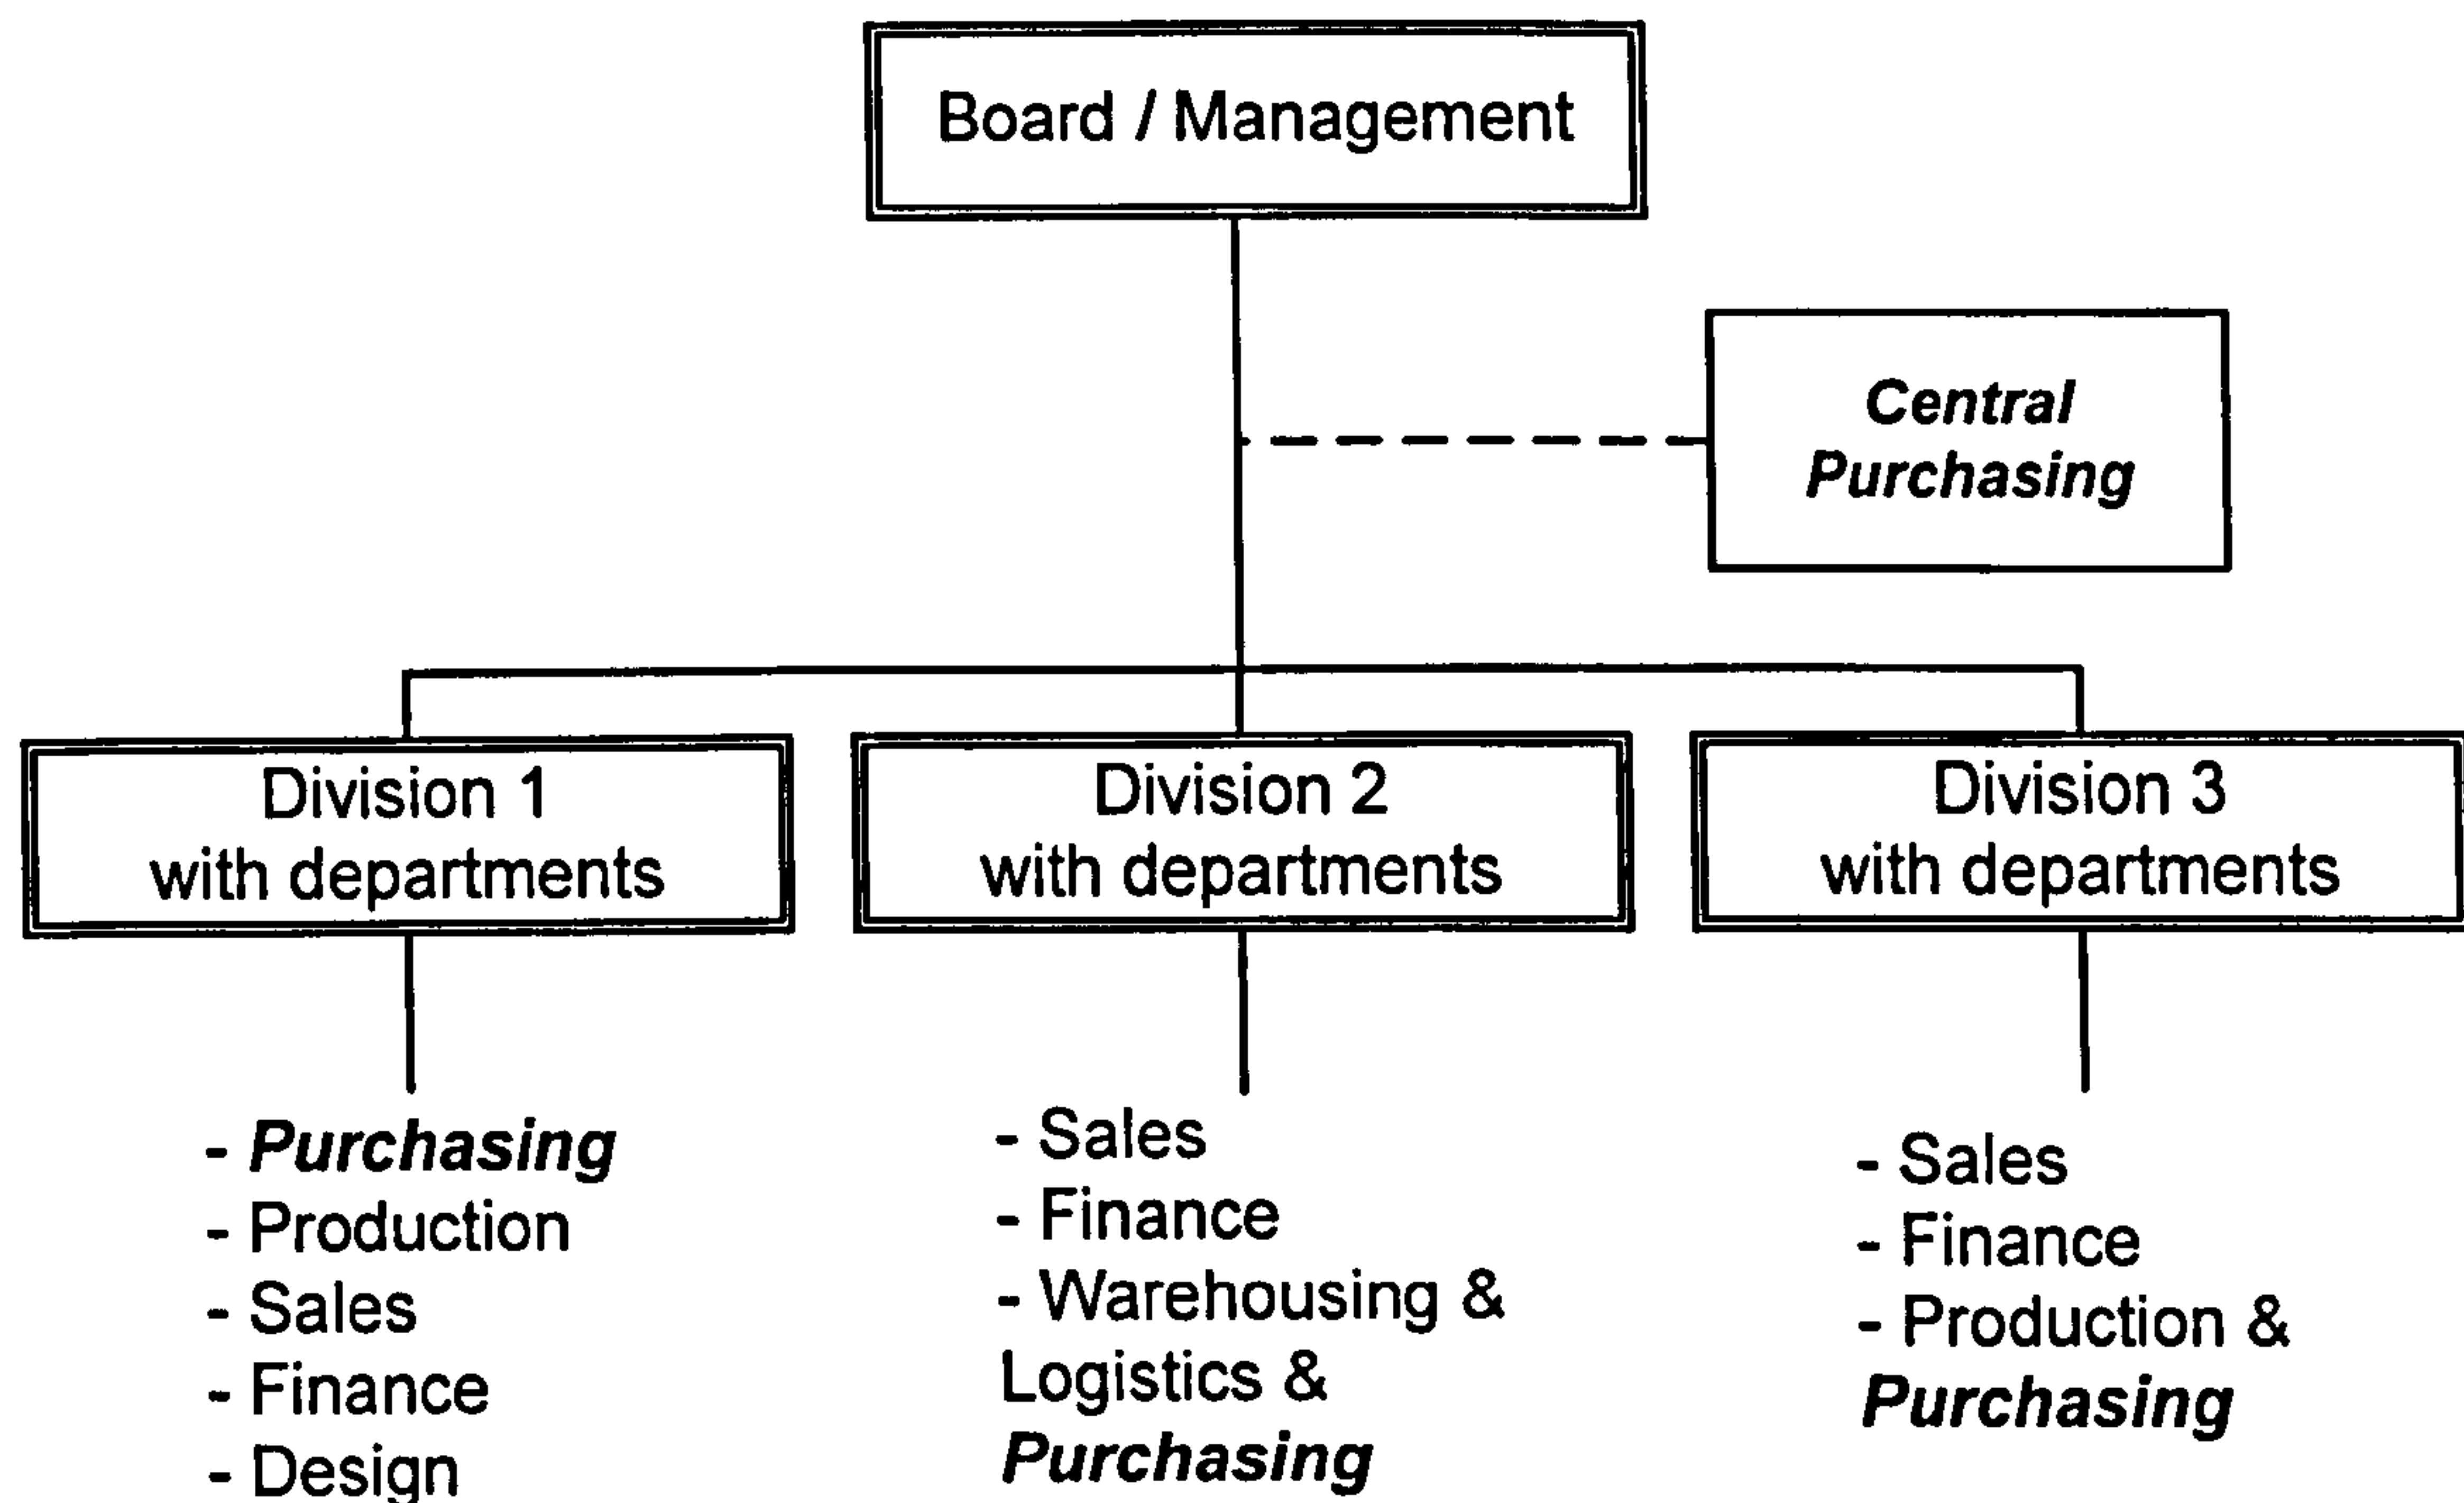 Board / Management
Central
Purchasing
Division 1
with departments
Division 2
with departments
Division 3
with departments
- Purchasing
- Production
- Sales
- Finance
- Design
- Sales
- Finance
- Warehousing &
Logistics &
Purchasing
- Sales
- Finance
- Production &
Purchasing